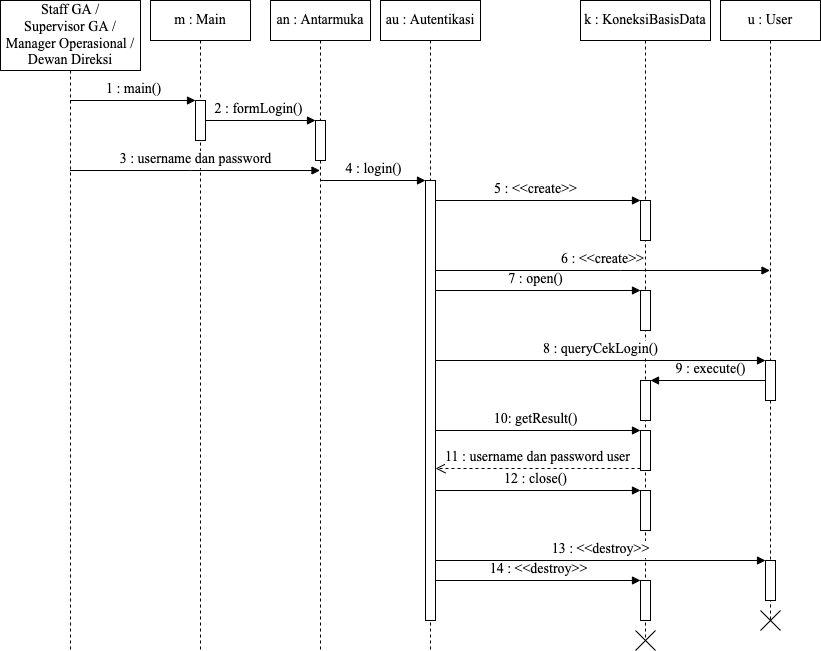 Staff GA /
Supervisor GA /
Manager Operasional /
Dewan Direksi
m : Main
an : Antarmuka
au : Autentikasi
k : KoneksiBasisData
u : User
1 : main()
2 : formLogin()
3 : username dan password
4 : login()
5 : <<create>>
6 : <<create>>
7 : open()
8 : queryCekLogin()
9 : execute()
10: getResult()
11 : username dan password user
12 : close()
13 : <<destroy>>
14 : <<destroy>>